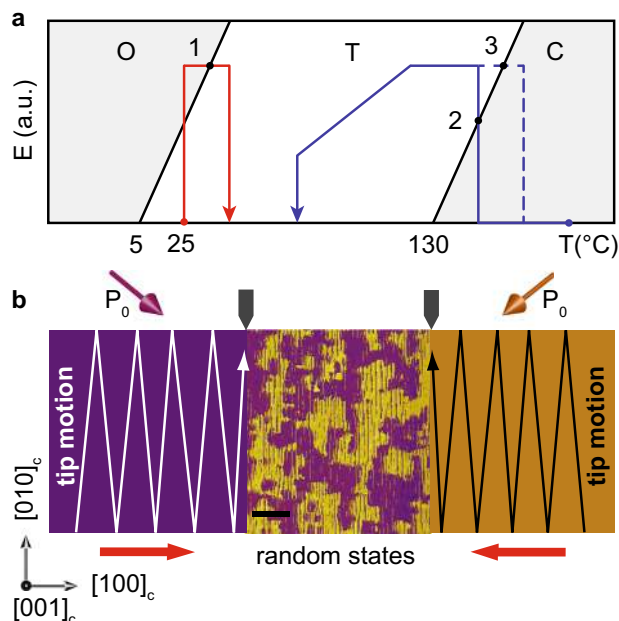 a
O
1
T
3
C
2
E (a.u.)
5
25
130
T(°C)
b
P₀
P₀
tip motion
tip motion
random states
[010]c
[100]c
[001]c